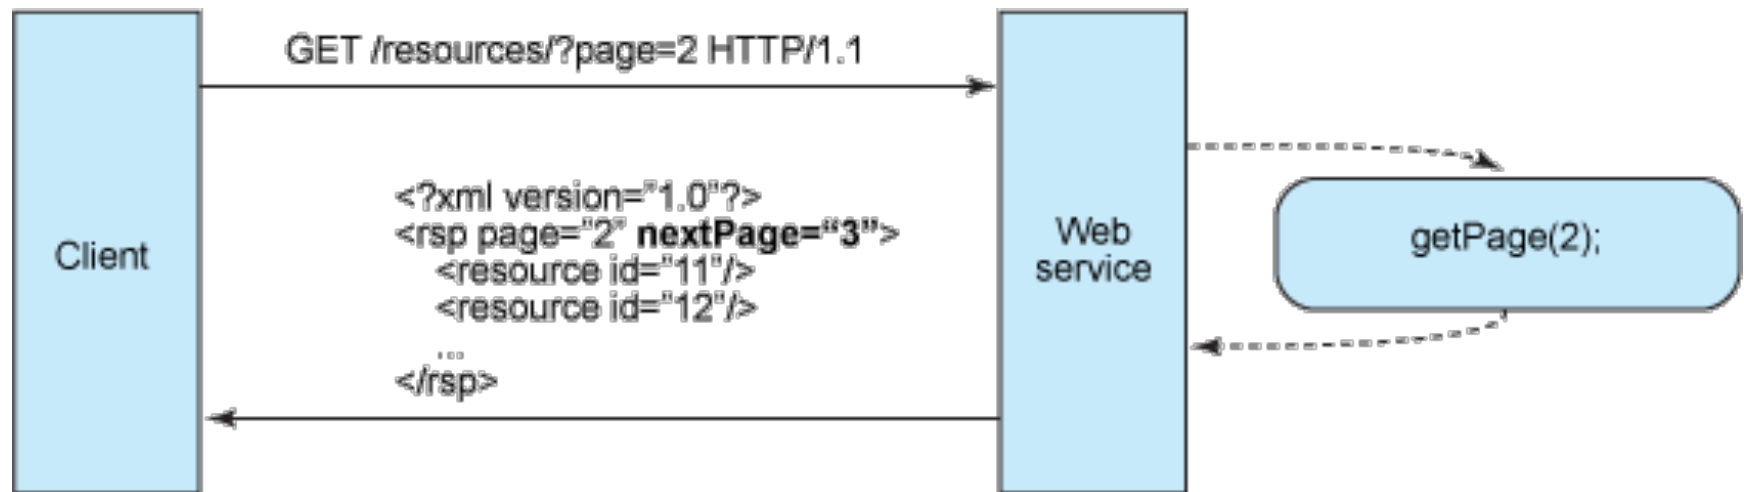 GET /resources/?page=2 HTTP/1.1
<?xml version="1.0"?>
<rsp page="2" nextPage=“3”>
<resource id="11"/>
<resource id="12"/>
...
</rsp>
Client
Web
service
getPage(2);